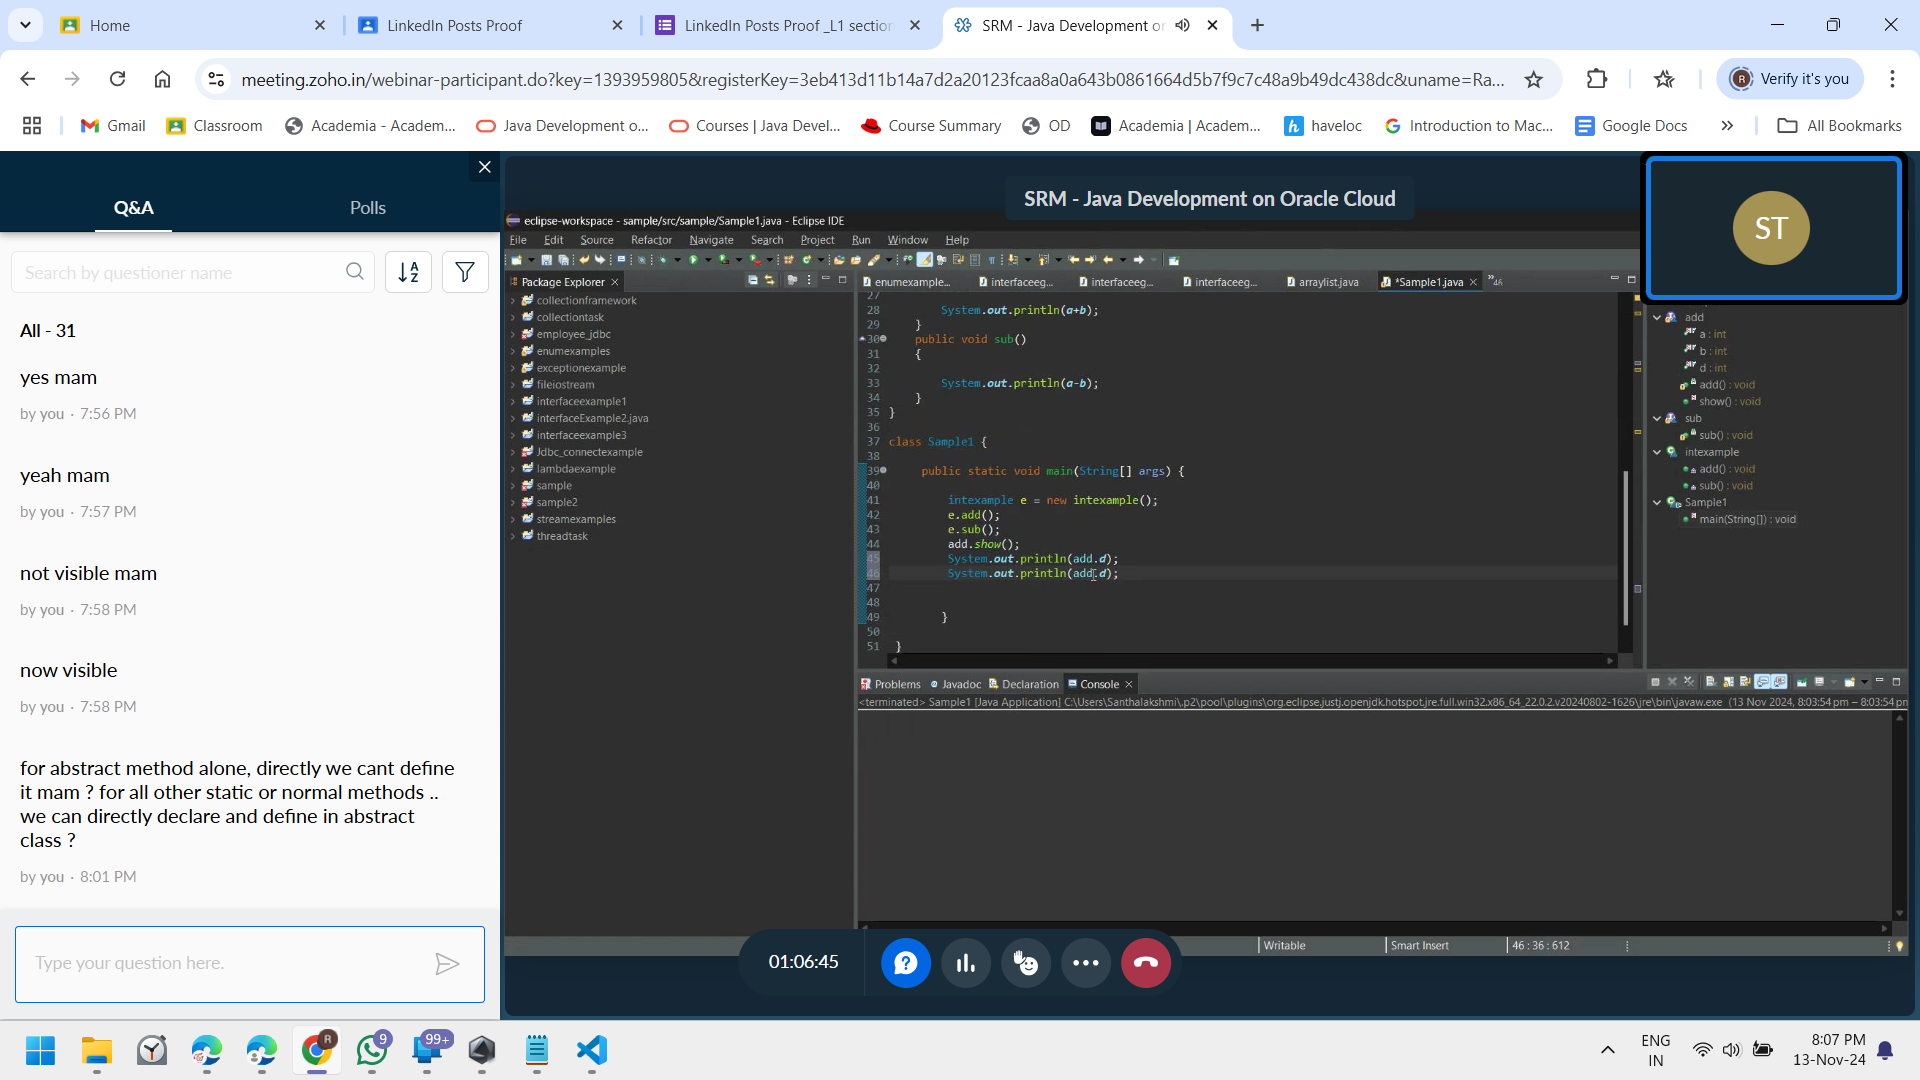 Home
LinkedIn Posts Proof
LinkedIn Posts Proof _L1 section
SRM - Java Development on
meeting.zoho.in/webinar-participant.do?key=1393959805&registerKey=3eb413d11b14a7d2a20123fcaa8a0a643b0861664d5b7f9c7c48a9b49dc438dc&uname=Ra...
R Verify it's you
Gmail
Classroom
Academia - Academ...
Java Development o...
Courses | Java Devel...
Course Summary
OD
Academia | Academ...
haveloc
Introduction to Mac...
Google Docs
All Bookmarks
Q&A
Polls
Search by questioner name
All - 31
yes mam
by you · 7:56 PM
yeah mam
by you · 7:57 PM
not visible mam
by you · 7:58 PM
now visible
by you · 7:58 PM
for abstract method alone, directly we cant define
it mam ? for all other static or normal methods ..
we can directly declare and define in abstract
class ?
by you · 8:01 PM
Type your question here.
SRM - Java Development on Oracle Cloud
ST
eclipse-workspace - sample/src/sample/Sample1.java - Eclipse IDE
File Edit Source Refactor Navigate Search Project Run Window Help
Package Explorer
collectionframework
collectiontask
employee_jdbc
enumexamples
exceptionexample
fileiostream
interfaceexample1
interfaceExample2.java
interfaceexample3
Jdbc_connectexample
lambdaexample
sample
sample2
streamexamples
threadtask
enumexample...
interfaceeg...
interfaceeg...
interfaceeg...
arraylist.java
*Sample1.java
46
27
28 System.out.println(a+b);
29 }
30 public void sub()
31 {
32
33 System.out.println(a-b);
34 }
35 }
36
37 class Sample1 {
38
39 public static void main(String[] args) {
40
41 intexample e = new intexample();
42 e.add();
43 e.sub();
44 add.show();
45 System.out.println(add.d);
46 System.out.println(add.d);
47
48
49 }
50
51 }
add
a : int
b : int
d : int
add() : void
show() : void
sub
sub() : void
intexample
add() : void
sub() : void
Sample1
main(String[]) : void
Problems Javadoc Declaration Console
<terminated> Sample1 [Java Application] C:\Users\Santhalakshmi\.p2\pool\plugins\org.eclipse.justj.openjdk.hotspot.jre.full.win32.x86_64_22.0.2.v20240802-1626\jre\bin\javaw.exe (13 Nov 2024, 8:03:54 pm – 8:03:54 pm
Writable
Smart Insert
46 : 36 : 612
01:06:45
R
9
99+
ENG
IN
8:07 PM
13-Nov-24